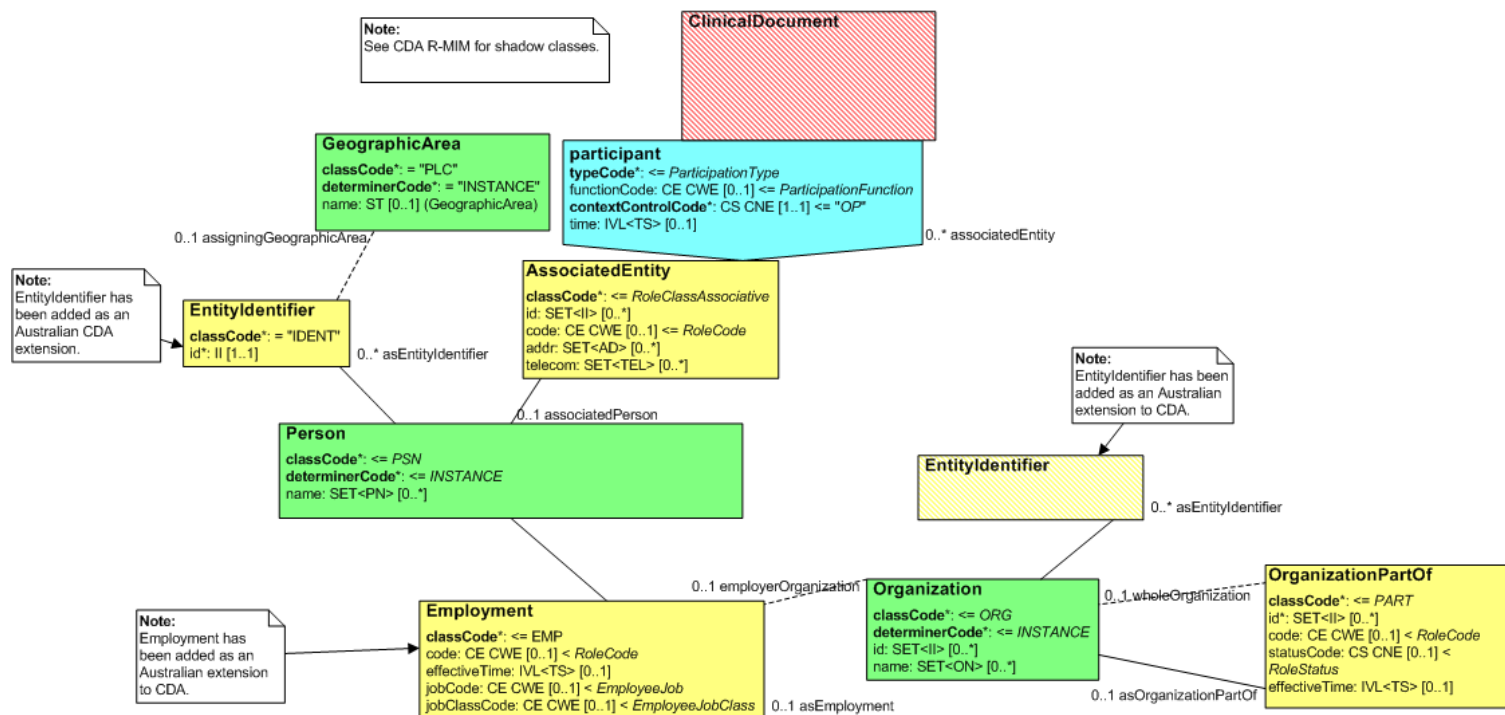 Note:
See CDA R-MIM for shadow classes.
ClinicalDocument
GeographicArea
classCode*: = "PLC"
determinerCode*: = "INSTANCE"
name: ST [0..1] (GeographicArea)
participant
typeCode*: <= ParticipationType
functionCode: CE CWE [0..1] <= ParticipationFunction
contextControlCode*: CS CNE [1..1] <= "OP"
time: IVL<TS> [0..1]
0..1 assigningGeographicArea
0..* associatedEntity
Note:
EntityIdentifier has
been added as an
Australian CDA
extension.
EntityIdentifier
classCode*: = "IDENT"
id*: II [1..1]
0..* asEntityIdentifier
AssociatedEntity
classCode*: <= RoleClassAssociative
id: SET<II> [0..*]
code: CE CWE [0..1] <= RoleCode
addr: SET<AD> [0..*]
telecom: SET<TEL> [0..*]
0..1 associatedPerson
Note:
EntityIdentifier has been
added as an Australian
extension to CDA.
Person
classCode*: <= PSN
determinerCode*: <= INSTANCE
name: SET<PN> [0..*]
EntityIdentifier
0..* asEntityIdentifier
Note:
Employment has
been added as an
Australian extension
to CDA.
Employment
classCode*: <= EMP
code: CE CWE [0..1] < RoleCode
effectiveTime: IVL<TS> [0..1]
jobCode: CE CWE [0..1] < EmployeeJob
jobClassCode: CE CWE [0..1] < EmployeeJobClass
0..1 employerOrganization
0..1 asEmployment
Organization
classCode*: <= ORG
determinerCode*: <= INSTANCE
id: SET<II> [0..*]
name: SET<ON> [0..*]
0..1 wholeOrganization
0..1 asOrganizationPartOf
OrganizationPartOf
classCode*: <= PART
id*: SET<II> [0..*]
code: CE CWE [0..1] < RoleCode
statusCode: CS CNE [0..1] <
RoleStatus
effectiveTime: IVL<TS> [0..1]